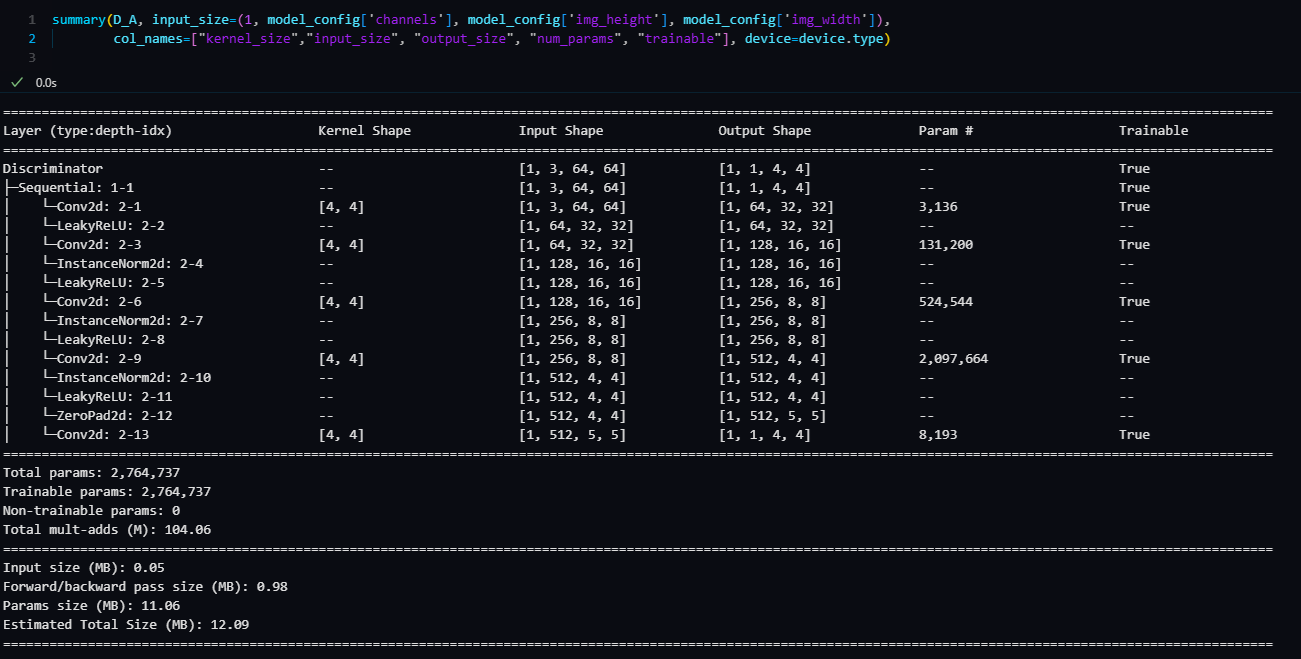 1 summary(D_A, input_size=(1, model_config['channels'], model_config['img_height'], model_config['img_width']),
2 col_names=["kernel_size","input_size", "output_size", "num_params", "trainable"], device=device.type)
3
✓ 0.0s
==========================================================================================
Layer (type:depth-idx) Kernel Shape Input Shape Output Shape Param # Trainable
==========================================================================================
Discriminator -- [1, 3, 64, 64] [1, 1, 4, 4] -- True
├─Sequential: 1-1 -- [1, 3, 64, 64] [1, 1, 4, 4] -- True
│ └─Conv2d: 2-1 [4, 4] [1, 3, 64, 64] [1, 64, 32, 32] 3,136 True
│ └─LeakyReLU: 2-2 -- [1, 64, 32, 32] [1, 64, 32, 32] -- --
│ └─Conv2d: 2-3 [4, 4] [1, 64, 32, 32] [1, 128, 16, 16] 131,200 True
│ └─InstanceNorm2d: 2-4 -- [1, 128, 16, 16] [1, 128, 16, 16] -- --
│ └─LeakyReLU: 2-5 -- [1, 128, 16, 16] [1, 128, 16, 16] -- --
│ └─Conv2d: 2-6 [4, 4] [1, 128, 16, 16] [1, 256, 8, 8] 524,544 True
│ └─InstanceNorm2d: 2-7 -- [1, 256, 8, 8] [1, 256, 8, 8] -- --
│ └─LeakyReLU: 2-8 -- [1, 256, 8, 8] [1, 256, 8, 8] -- --
│ └─Conv2d: 2-9 [4, 4] [1, 256, 8, 8] [1, 512, 4, 4] 2,097,664 True
│ └─InstanceNorm2d: 2-10 -- [1, 512, 4, 4] [1, 512, 4, 4] -- --
│ └─LeakyReLU: 2-11 -- [1, 512, 4, 4] [1, 512, 4, 4] -- --
│ └─ZeroPad2d: 2-12 -- [1, 512, 4, 4] [1, 512, 5, 5] -- --
│ └─Conv2d: 2-13 [4, 4] [1, 512, 5, 5] [1, 1, 4, 4] 8,193 True
==========================================================================================
Total params: 2,764,737
Trainable params: 2,764,737
Non-trainable params: 0
Total mult-adds (M): 104.06
==========================================================================================
Input size (MB): 0.05
Forward/backward pass size (MB): 0.98
Params size (MB): 11.06
Estimated Total Size (MB): 12.09
==========================================================================================